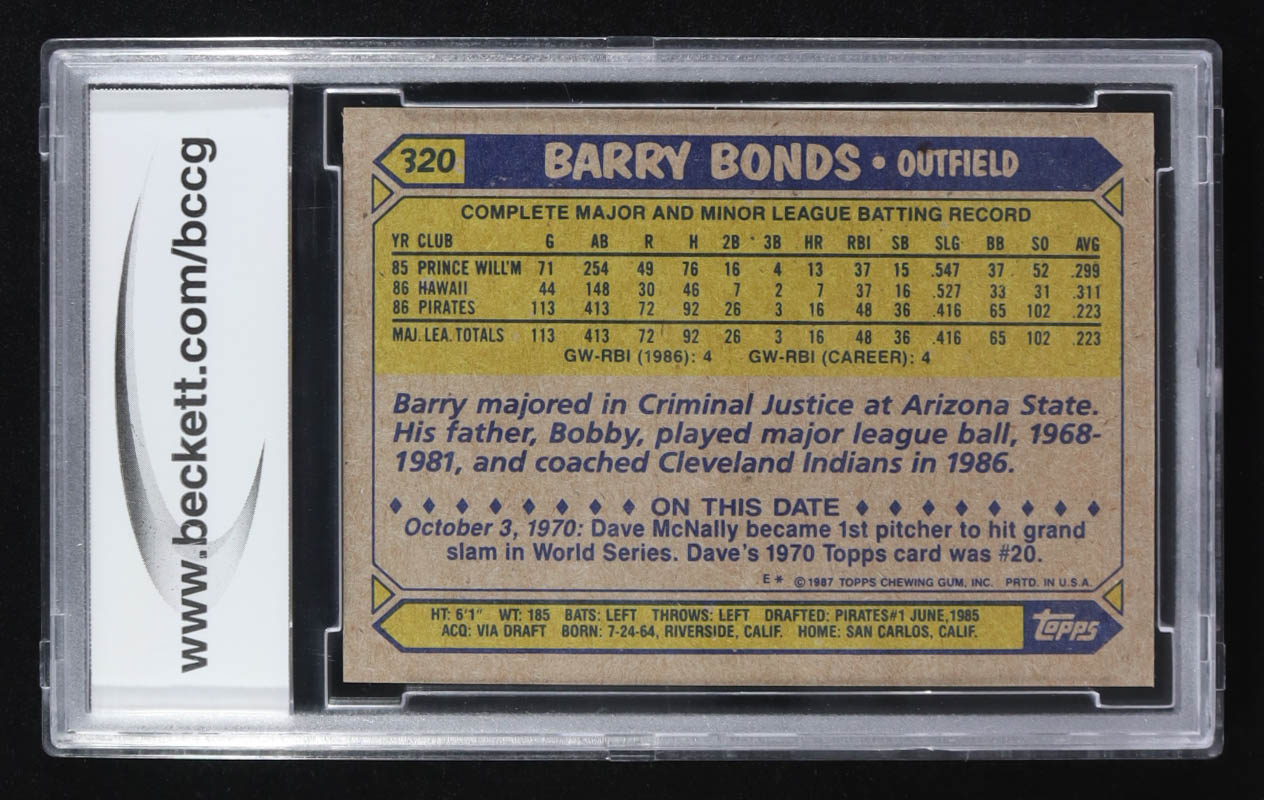 www.beckett.com/bccg
320 BARRY BONDS • OUTFIELD
COMPLETE MAJOR AND MINOR LEAGUE BATTING RECORD
YR CLUB G AB R H 2B 3B HR RBI SB SLG BB SO AVG
85 PRINCE WILL'M 71 254 49 76 16 4 13 37 15 .547 37 52 .299
86 HAWAII 44 148 30 46 7 2 7 37 16 .527 33 31 .311
86 PIRATES 113 413 72 92 26 3 16 48 36 .416 65 102 .223
MAJ. LEA. TOTALS 113 413 72 92 26 3 16 48 36 .416 65 102 .223
GW-RBI (1986): 4 GW-RBI (CAREER): 4
Barry majored in Criminal Justice at Arizona State.
His father, Bobby, played major league ball, 1968-
1981, and coached Cleveland Indians in 1986.
ON THIS DATE
October 3, 1970: Dave McNally became 1st pitcher to hit grand
slam in World Series. Dave's 1970 Topps card was #20.
E* ©1987 TOPPS CHEWING GUM, INC. PRTD. IN U.S.A.
HT: 6'1" WT: 185 BATS: LEFT THROWS: LEFT DRAFTED: PIRATES#1 JUNE,1985
ACQ: VIA DRAFT BORN: 7-24-64, RIVERSIDE, CALIF. HOME: SAN CARLOS, CALIF.
Topps